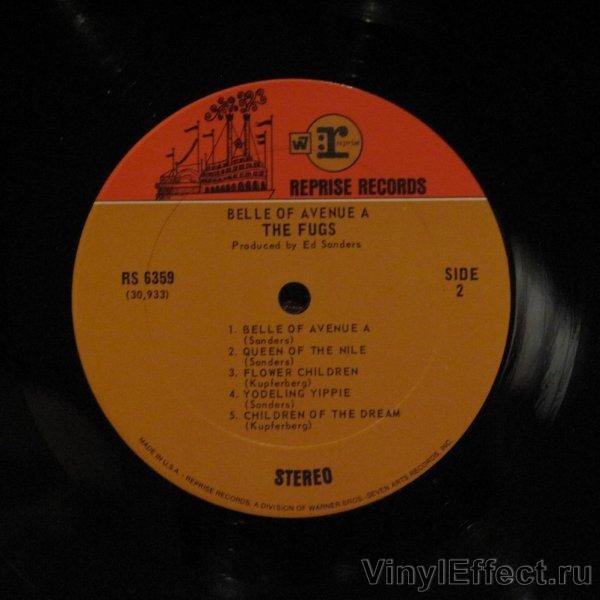 W7 r reprise
REPRISE RECORDS
BELLE OF AVENUE A
THE FUGS
Produced by Ed Sanders
RS 6359
(30,933)
SIDE
2
1. BELLE OF AVENUE A
(Sanders)
2. QUEEN OF THE NILE
(Sanders)
3. FLOWER CHILDREN
(Kupferberg)
4. YODELING YIPPIE
(Sanders)
5. CHILDREN OF THE DREAM
(Kupferberg)
STEREO
MADE IN U.S.A. - REPRISE RECORDS, A DIVISION OF WARNER BROS.-SEVEN ARTS RECORDS, INC.
VinylEffect.ru